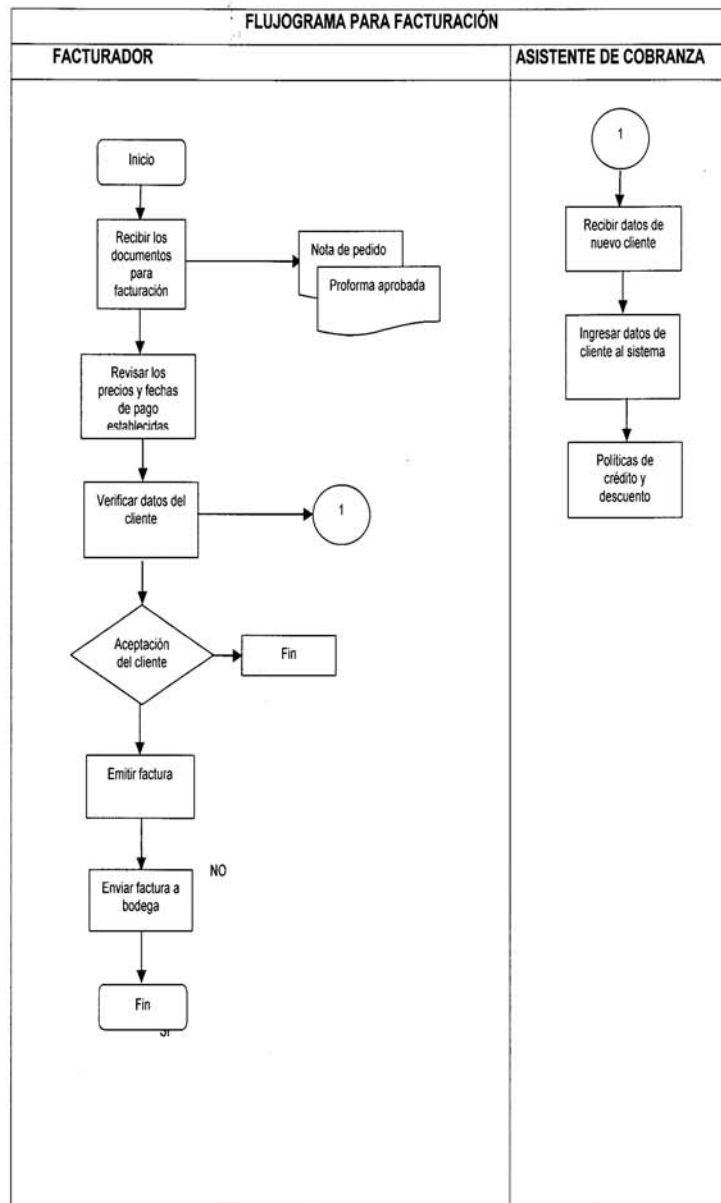 FLUJOGRAMA PARA FACTURACIÓN
FACTURADOR
ASISTENTE DE COBRANZA
Inicio
Recibir los
documentos
para
facturación
Nota de pedido
Proforma aprobada
Revisar los
precios y fechas
de pago
establecidas
Verificar datos del
cliente
1
Aceptación
del cliente
Fin
Emitir factura
NO
Enviar factura a
bodega
Fin
SI
1
Recibir datos de
nuevo cliente
Ingresar datos de
cliente al sistema
Políticas de
crédito y
descuento